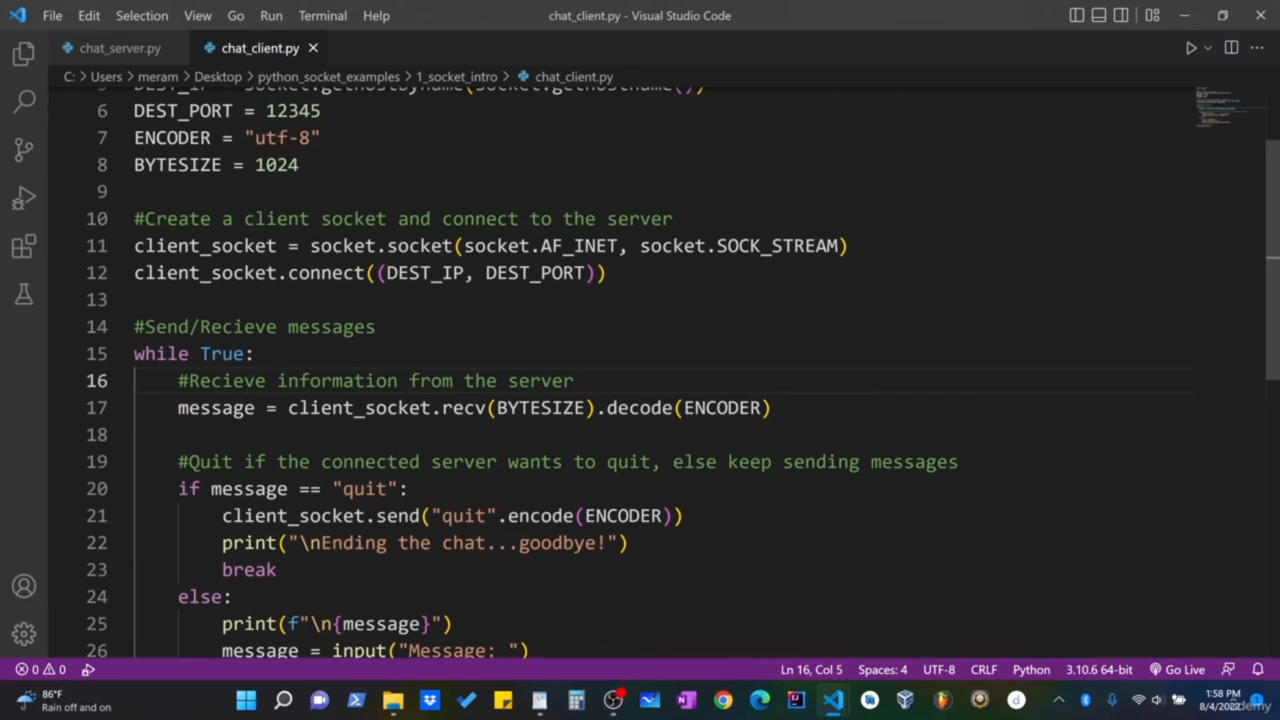 File Edit Selection View Go Run Terminal Help chat_client.py - Visual Studio Code
chat_server.py chat_client.py
C: > Users > meram > Desktop > python_socket_examples > 1_socket_intro > chat_client.py
5 DEST_IP = socket.gethostbyname(socket.gethostname())
6 DEST_PORT = 12345
7 ENCODER = "utf-8"
8 BYTESIZE = 1024
9
10 #Create a client socket and connect to the server
11 client_socket = socket.socket(socket.AF_INET, socket.SOCK_STREAM)
12 client_socket.connect((DEST_IP, DEST_PORT))
13
14 #Send/Recieve messages
15 while True:
16 #Recieve information from the server
17 message = client_socket.recv(BYTESIZE).decode(ENCODER)
18
19 #Quit if the connected server wants to quit, else keep sending messages
20 if message == "quit":
21 client_socket.send("quit".encode(ENCODER))
22 print("\nEnding the chat...goodbye!")
23 break
24 else:
25 print(f"\n{message}")
26 message = input("Message: ")
0 0 Ln 16, Col 5 Spaces: 4 UTF-8 CRLF Python 3.10.6 64-bit Go Live
86°F
Rain off and on
1:58 PM
8/4/2022